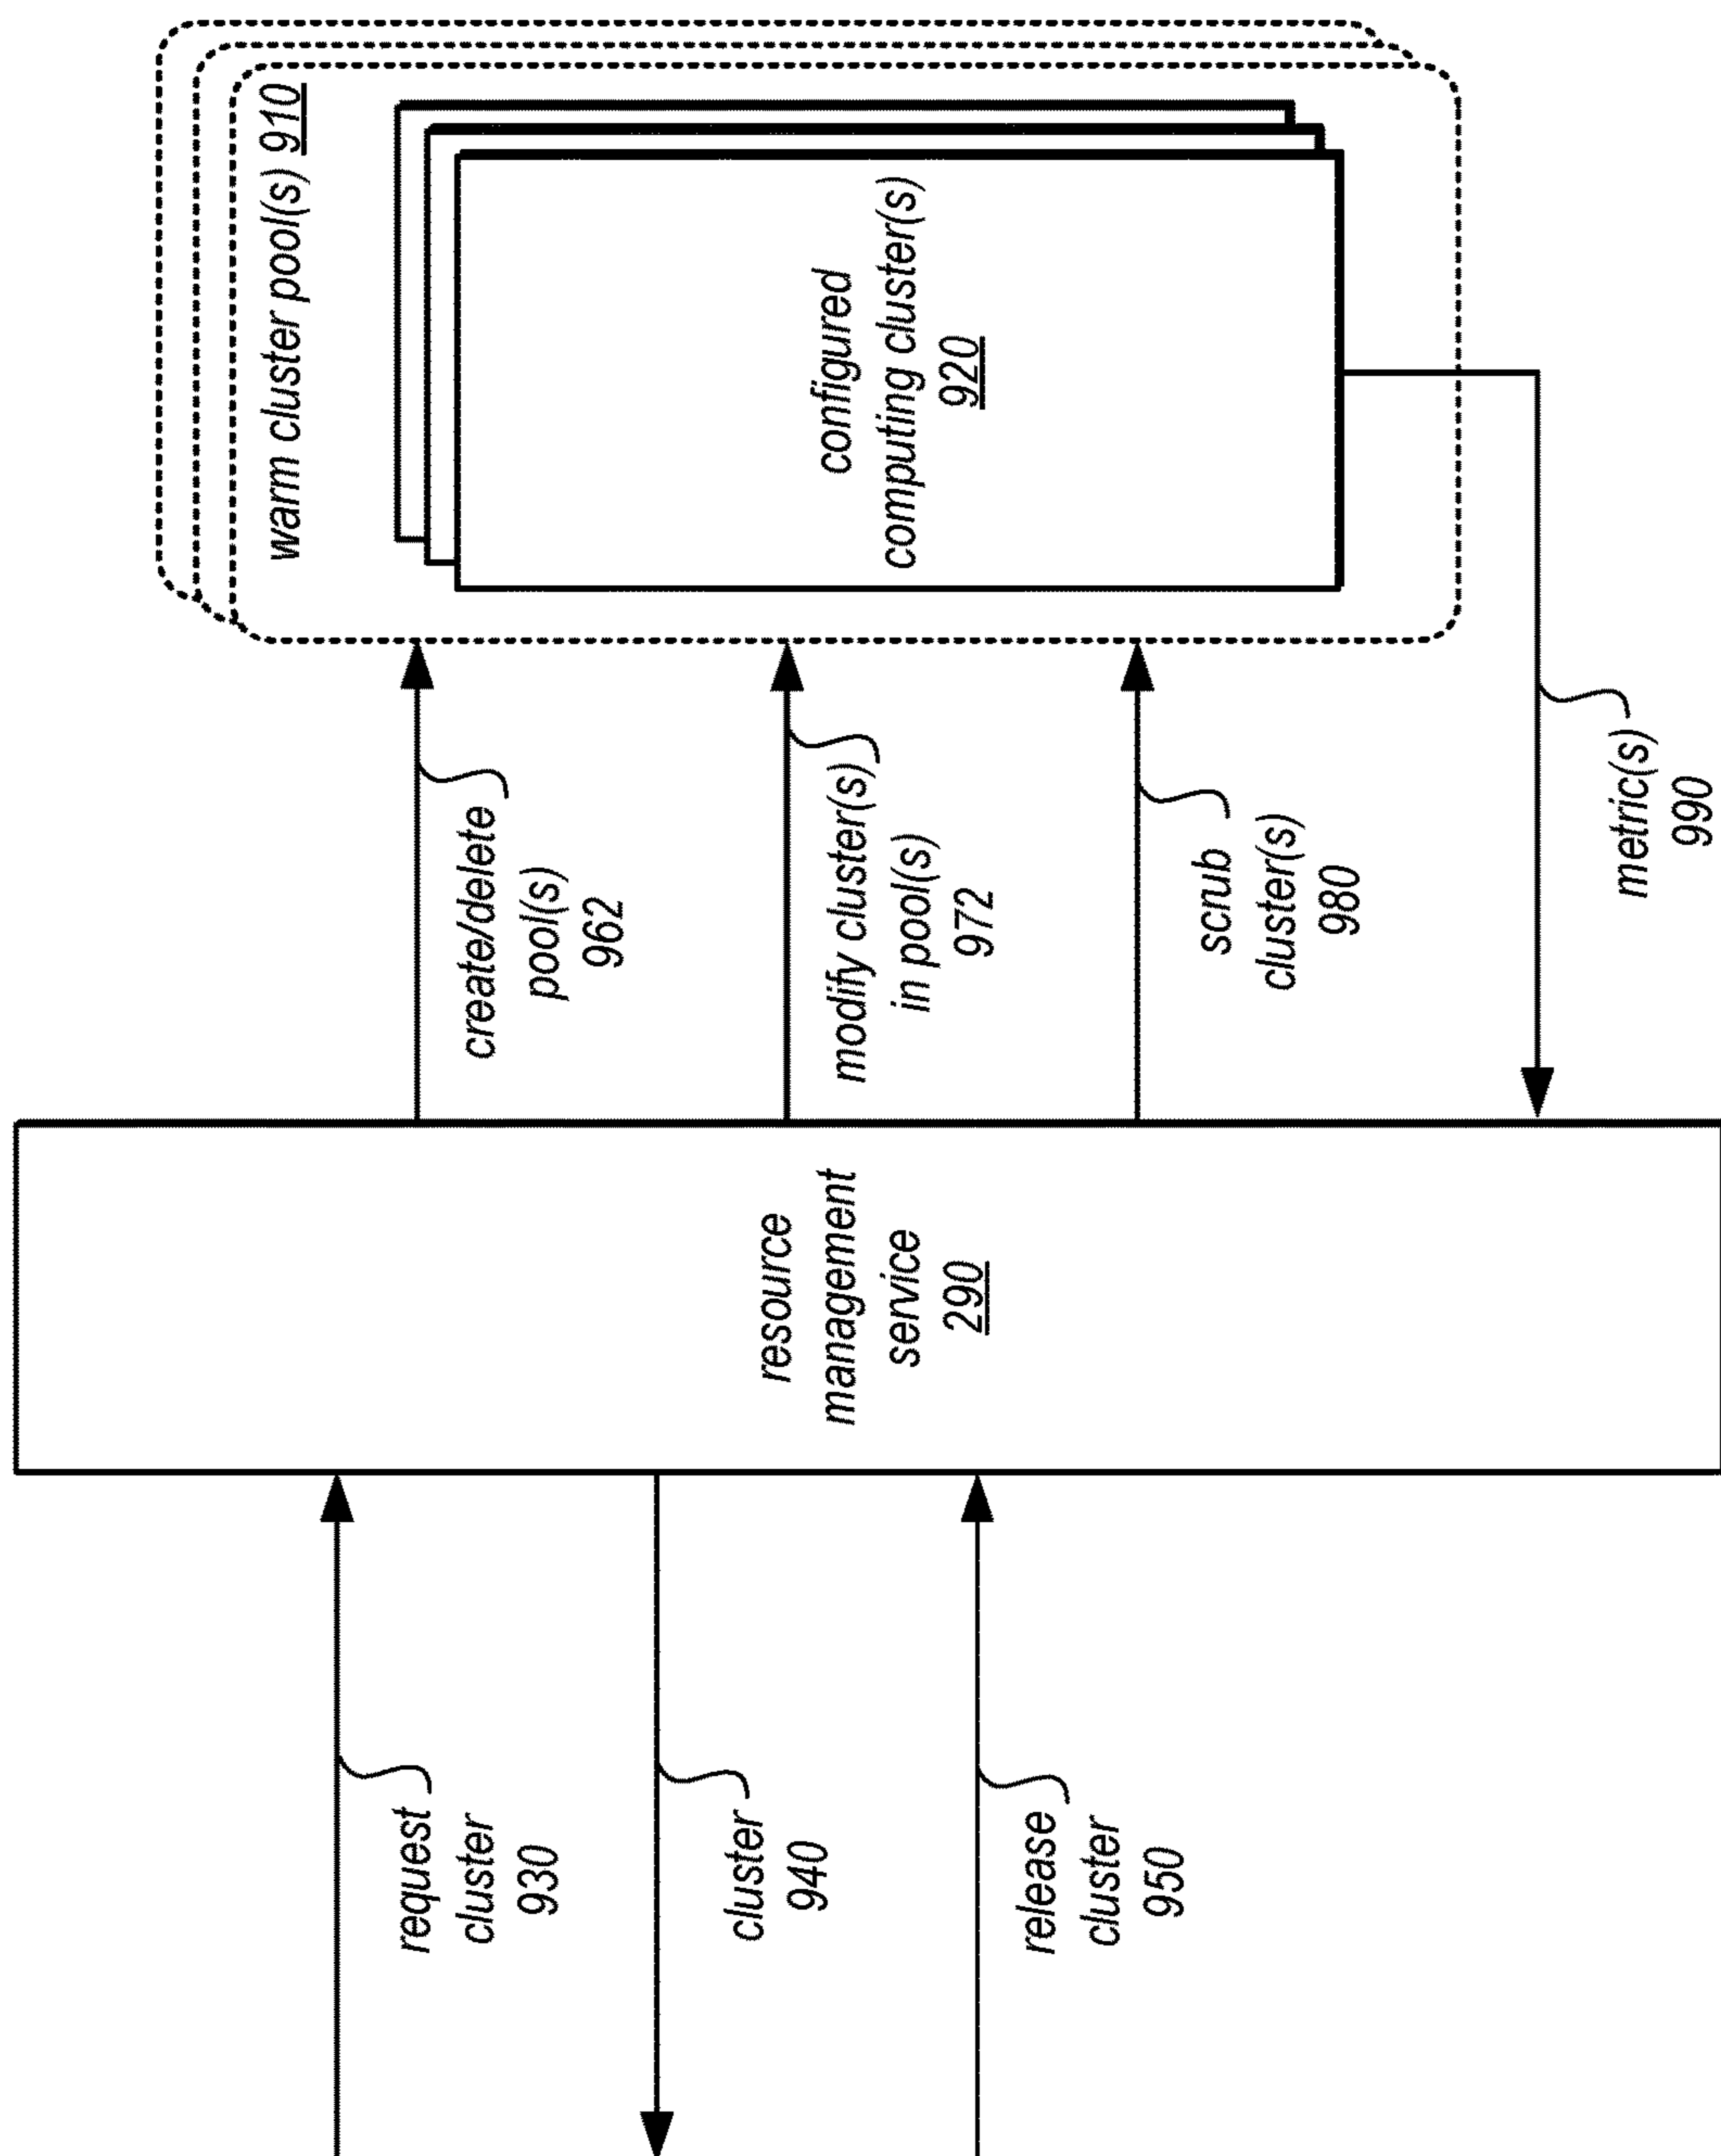 warm cluster pool(s) 910
configured
computing cluster(s)
920
create/delete
pool(s)
962
modify cluster(s)
in pool(s)
972
scrub
cluster(s)
980
metric(s)
990
resource
management
service
290
request
cluster
930
cluster
940
release
cluster
950